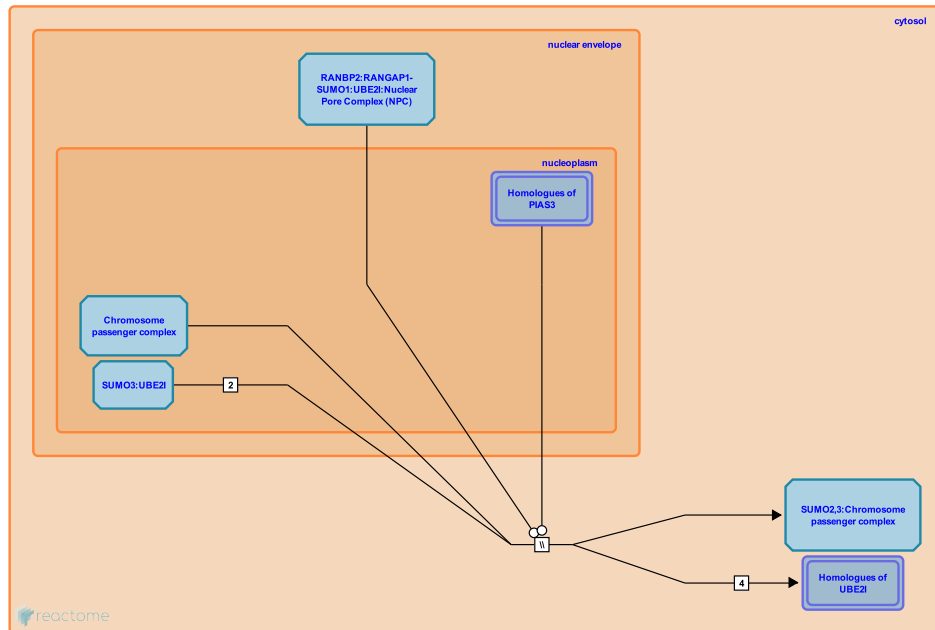 cytosol
nuclear envelope
RANBP2:RANGAP1-
SUMO1:UBE2I:Nuclear
Pore Complex (NPC)
nucleoplasm
Homologues of
PIAS3
Chromosome
passenger complex
SUMO3:UBE2I
2
\\
SUMO2,3:Chromosome
passenger complex
4
Homologues of
UBE2I
reactome